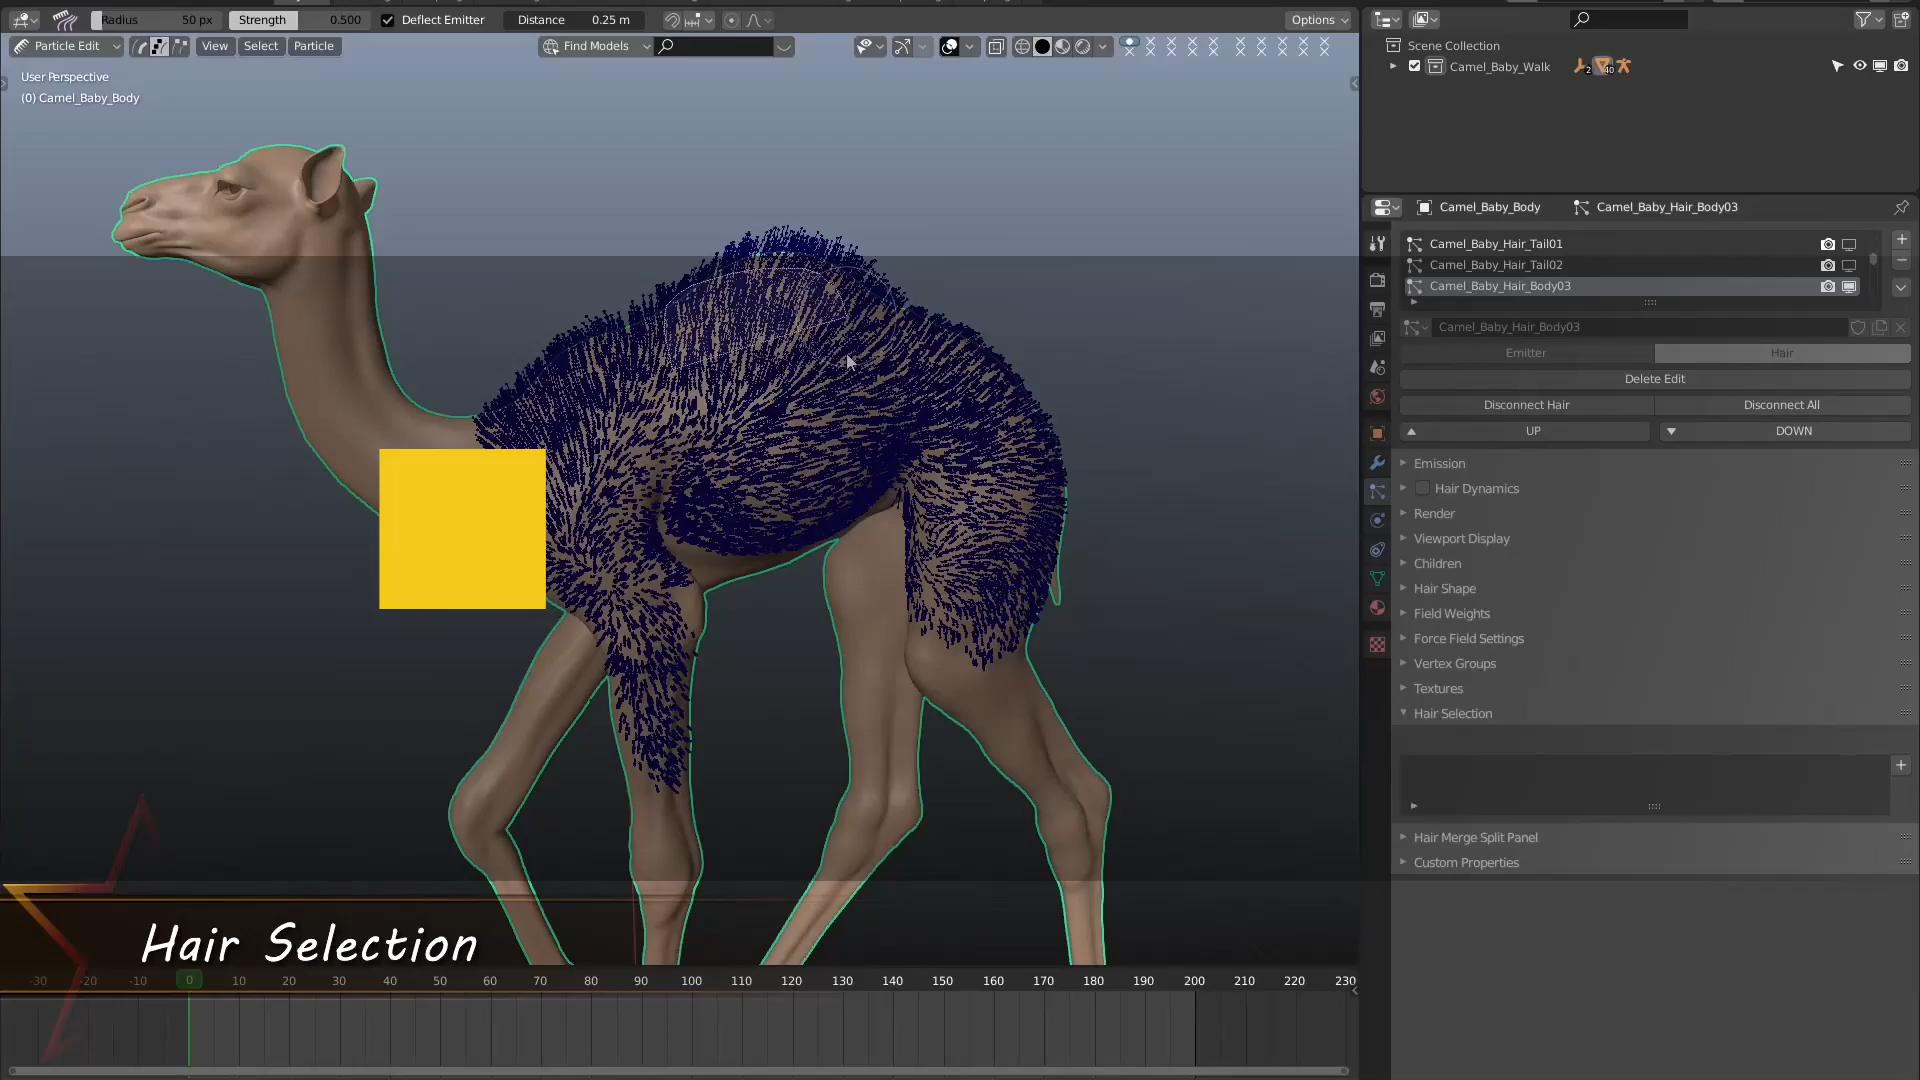 Radius 50 px Strength 0.500 Deflect Emitter Distance 0.25 m Options
Particle Edit View Select Particle Find Models
User Perspective
(0) Camel_Baby_Body
Scene Collection
Camel_Baby_Walk 2 40
Camel_Baby_Body Camel_Baby_Hair_Body03
Camel_Baby_Hair_Tail01
Camel_Baby_Hair_Tail02
Camel_Baby_Hair_Body03
Camel_Baby_Hair_Body03
Emitter Hair
Delete Edit
Disconnect Hair Disconnect All
UP DOWN
Emission
Hair Dynamics
Render
Viewport Display
Children
Hair Shape
Field Weights
Force Field Settings
Vertex Groups
Textures
Hair Selection
Hair Merge Split Panel
Custom Properties
Hair Selection
-30 -20 -10 0 10 20 30 40 50 60 70 80 90 100 110 120 130 140 150 160 170 180 190 200 210 220 230